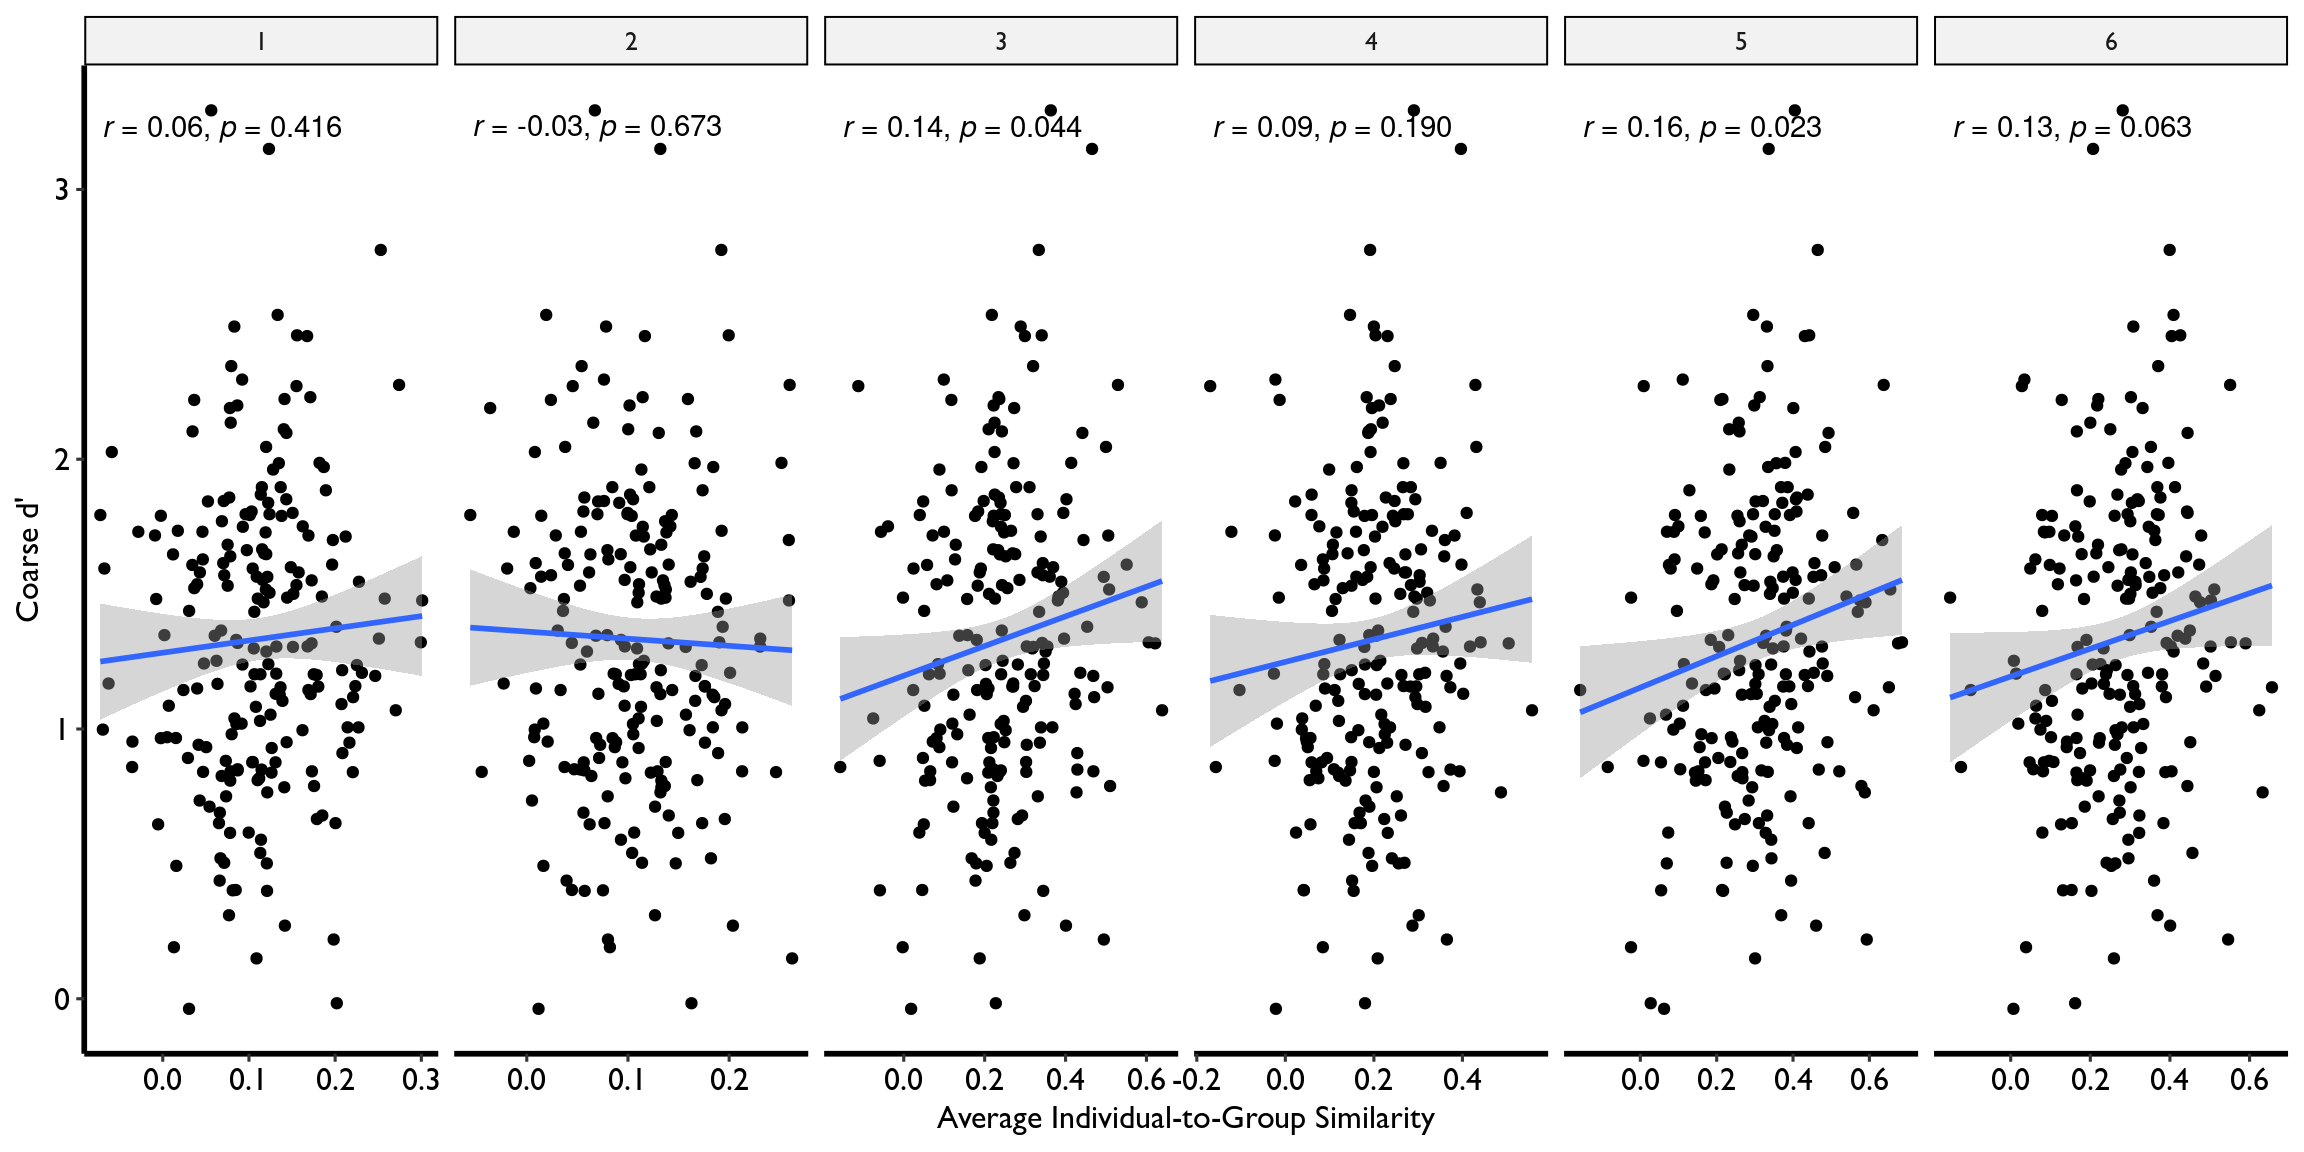 1 2 3 4 5 6
r = 0.06, p = 0.416 r = -0.03, p = 0.673 r = 0.14, p = 0.044 r = 0.09, p = 0.190 r = 0.16, p = 0.023 r = 0.13, p = 0.063
3
2
1
0
Coarse d'
0.0 0.1 0.2 0.3 0.0 0.1 0.2 0.0 0.2 0.4 0.6 -0.2 0.0 0.2 0.4 0.0 0.2 0.4 0.6 0.0 0.2 0.4 0.6
Average Individual-to-Group Similarity